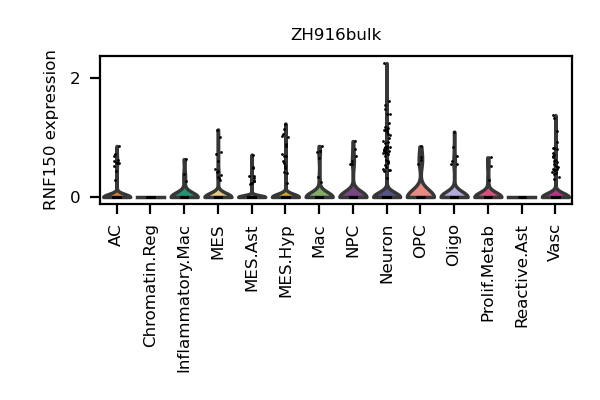 ZH916bulk
RNF150 expression
2
0
AC
Chromatin.Reg
Inflammatory.Mac
MES
MES.Ast
MES.Hyp
Mac
NPC
Neuron
OPC
Oligo
Prolif.Metab
Reactive.Ast
Vasc